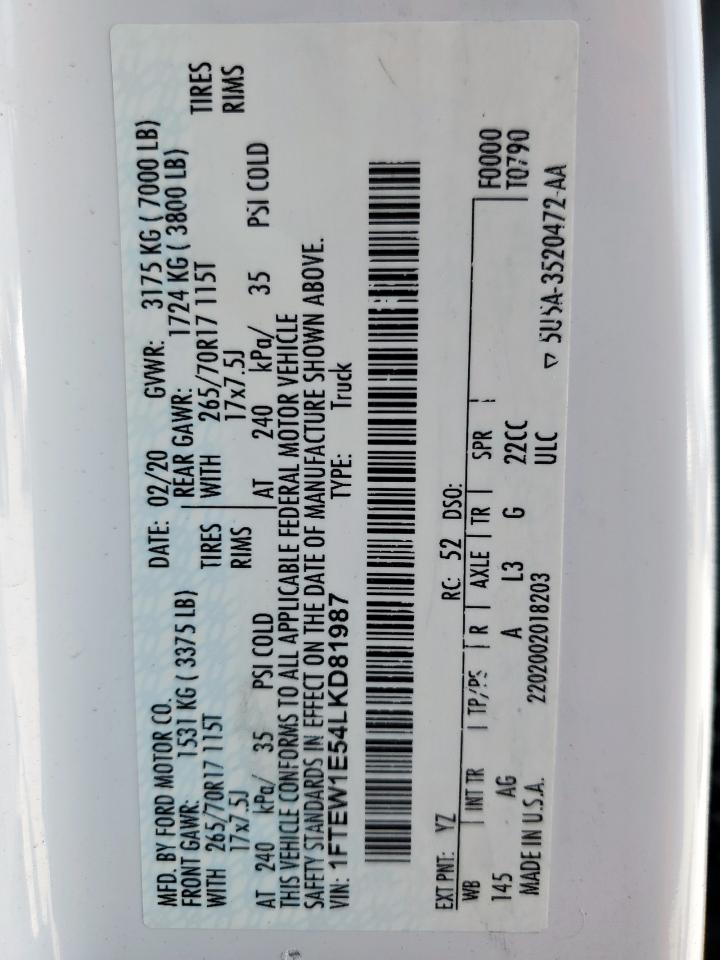 MFD. BY FORD MOTOR CO.
DATE: 02/20 GVWR: 3175 KG ( 7000 LB)
FRONT GAWR: 1531 KG ( 3375 LB)
REAR GAWR: 1724 KG ( 3800 LB)
WITH 265/70R17 115T TIRES
WITH 265/70R17 115T TIRES
17x7.5J RIMS
17x7.5J RIMS
AT 240 kPa/ 35 PSI COLD
AT 240 kPa/ 35 PSI COLD
THIS VEHICLE CONFORMS TO ALL APPLICABLE FEDERAL MOTOR VEHICLE
SAFETY STANDARDS IN EFFECT ON THE DATE OF MANUFACTURE SHOWN ABOVE.
VIN: 1FTEW1E54LKD81987 TYPE: Truck
EXT PNT: YZ RC: 52 DSO: F0000
WB INT TR TP/PS R AXLE TR SPR T0790
145 AG A L3 G 22CC
MADE IN U.S.A. 2202002018203 ULC
▽ 5U5A-3520472-AA